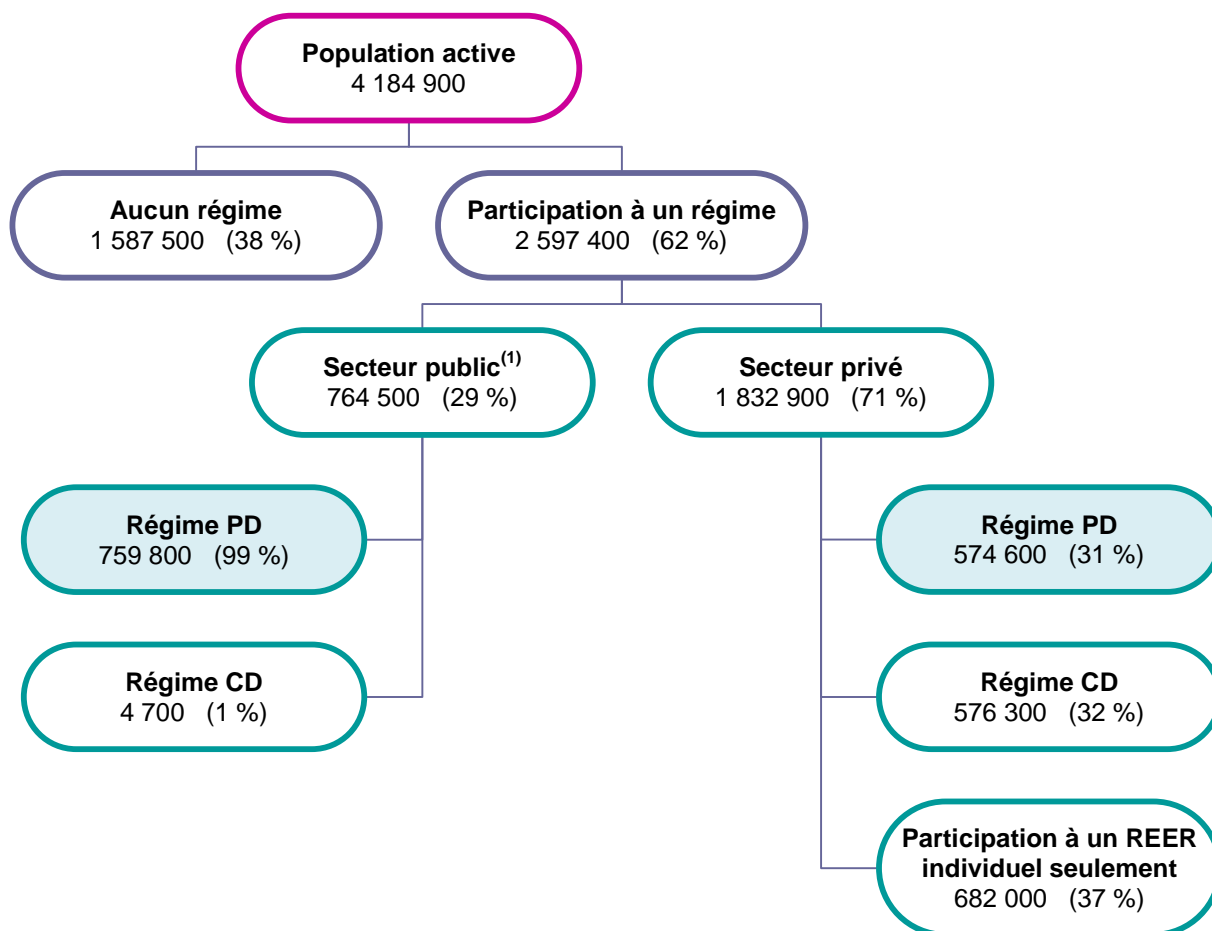 Population active
4 184 900
Aucun régime
1 587 500 (38 %)
Participation à un régime
2 597 400 (62 %)
Secteur public(1)
764 500 (29 %)
Secteur privé
1 832 900 (71 %)
Régime PD
759 800 (99 %)
Régime PD
574 600 (31 %)
Régime CD
4 700 (1 %)
Régime CD
576 300 (32 %)
Participation à un REER
individuel seulement
682 000 (37 %)